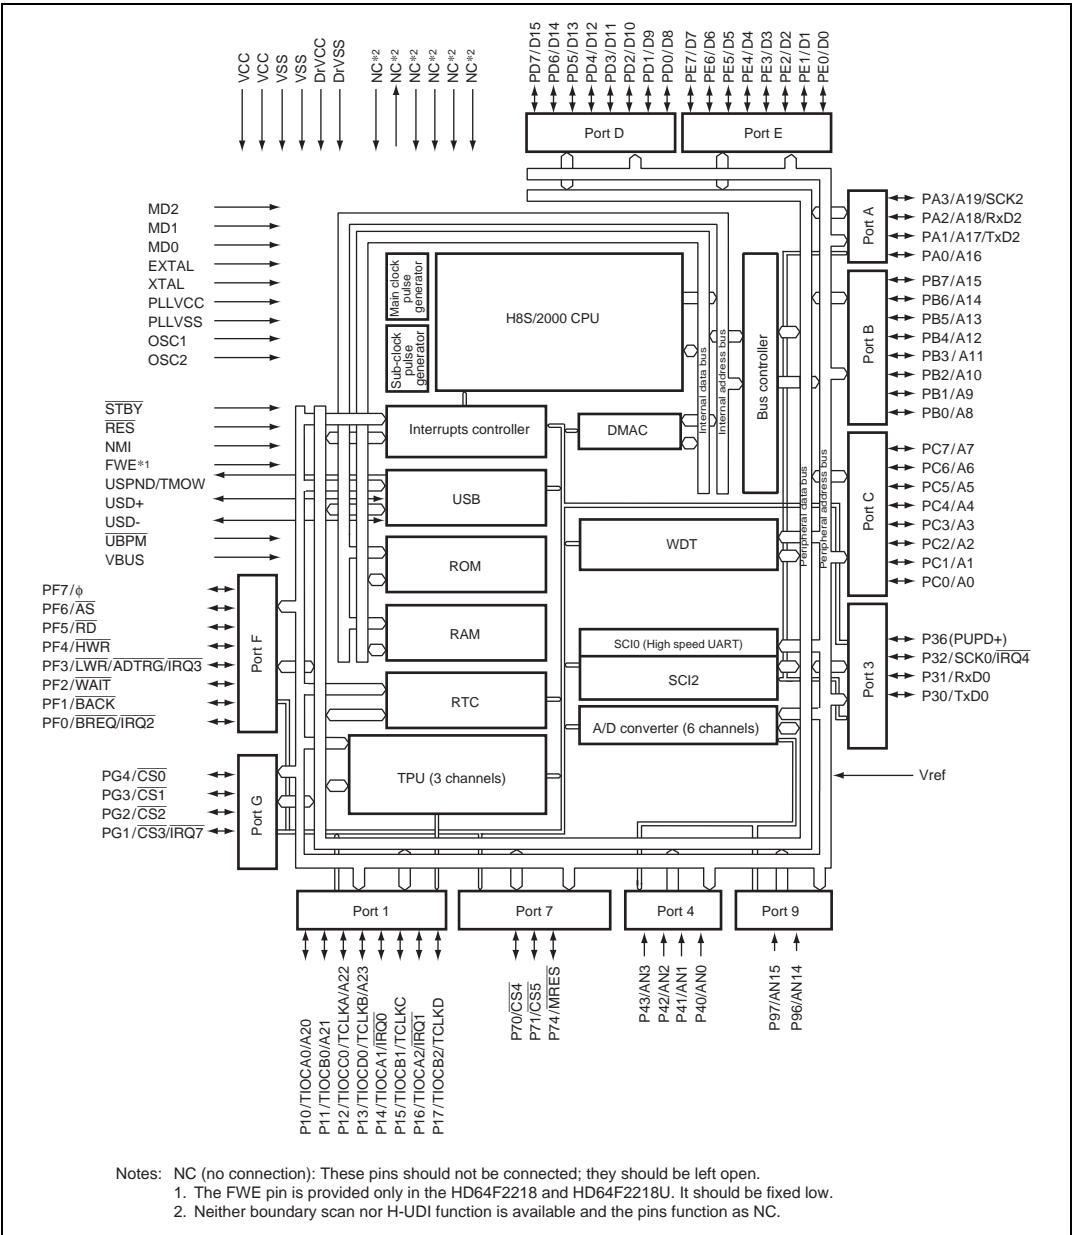 VCC
VCC
VSS
VSS
DrVCC
DrVSS
NC*2
NC*2
NC*2
NC*2
NC*2
NC*2
PD7/D15
PD6/D14
PD5/D13
PD4/D12
PD3/D11
PD2/D10
PD1/D9
PD0/D8
PE7/D7
PE6/D6
PE5/D5
PE4/D4
PE3/D3
PE2/D2
PE1/D1
PE0/D0
Port D
Port E
MD2
MD1
MD0
EXTAL
XTAL
PLLVCC
PLLVSS
OSC1
OSC2
STBY
RES
NMI
FWE*1
USPND/TMOW
USD+
USD-
UBPM
VBUS
Main clock
pulse
generator
Sub-clock
pulse
generator
H8S/2000 CPU
Internal data bus
Internal address bus
Bus controller
Interrupts controller
DMAC
USB
WDT
ROM
RAM
SCI0 (High speed UART)
SCI2
RTC
A/D converter (6 channels)
TPU (3 channels)
Peripheral data bus
Peripheral address bus
Port A
PA3/A19/SCK2
PA2/A18/RxD2
PA1/A17/TxD2
PA0/A16
Port B
PB7/A15
PB6/A14
PB5/A13
PB4/A12
PB3/A11
PB2/A10
PB1/A9
PB0/A8
Port C
PC7/A7
PC6/A6
PC5/A5
PC4/A4
PC3/A3
PC2/A2
PC1/A1
PC0/A0
Port 3
P36 (PUPD+)
P32/SCK0/IRQ4
P31/RxD0
P30/TxD0
Vref
PF7/ϕ
PF6/AS
PF5/RD
PF4/HWR
PF3/LWR/ADTRG/IRQ3
PF2/WAIT
PF1/BACK
PF0/BREQ/IRQ2
Port F
PG4/CS0
PG3/CS1
PG2/CS2
PG1/CS3/IRQ7
Port G
Port 1
Port 7
Port 4
Port 9
P10/TIOCA0/A20
P11/TIOCB0/A21
P12/TIOCC0/TCLKA/A22
P13/TIOCD0/TCLKB/A23
P14/TIOCA1/IRQ0
P15/TIOCB1/TCLKC
P16/TIOCA2/IRQ1
P17/TIOCB2/TCLKD
P70/CS4
P71/CS5
P74/MRES
P43/AN3
P42/AN2
P41/AN1
P40/AN0
P97/AN15
P96/AN14
Notes: NC (no connection): These pins should not be connected; they should be left open.
1. The FWE pin is provided only in the HD64F2218 and HD64F2218U. It should be fixed low.
2. Neither boundary scan nor H-UDI function is available and the pins function as NC.